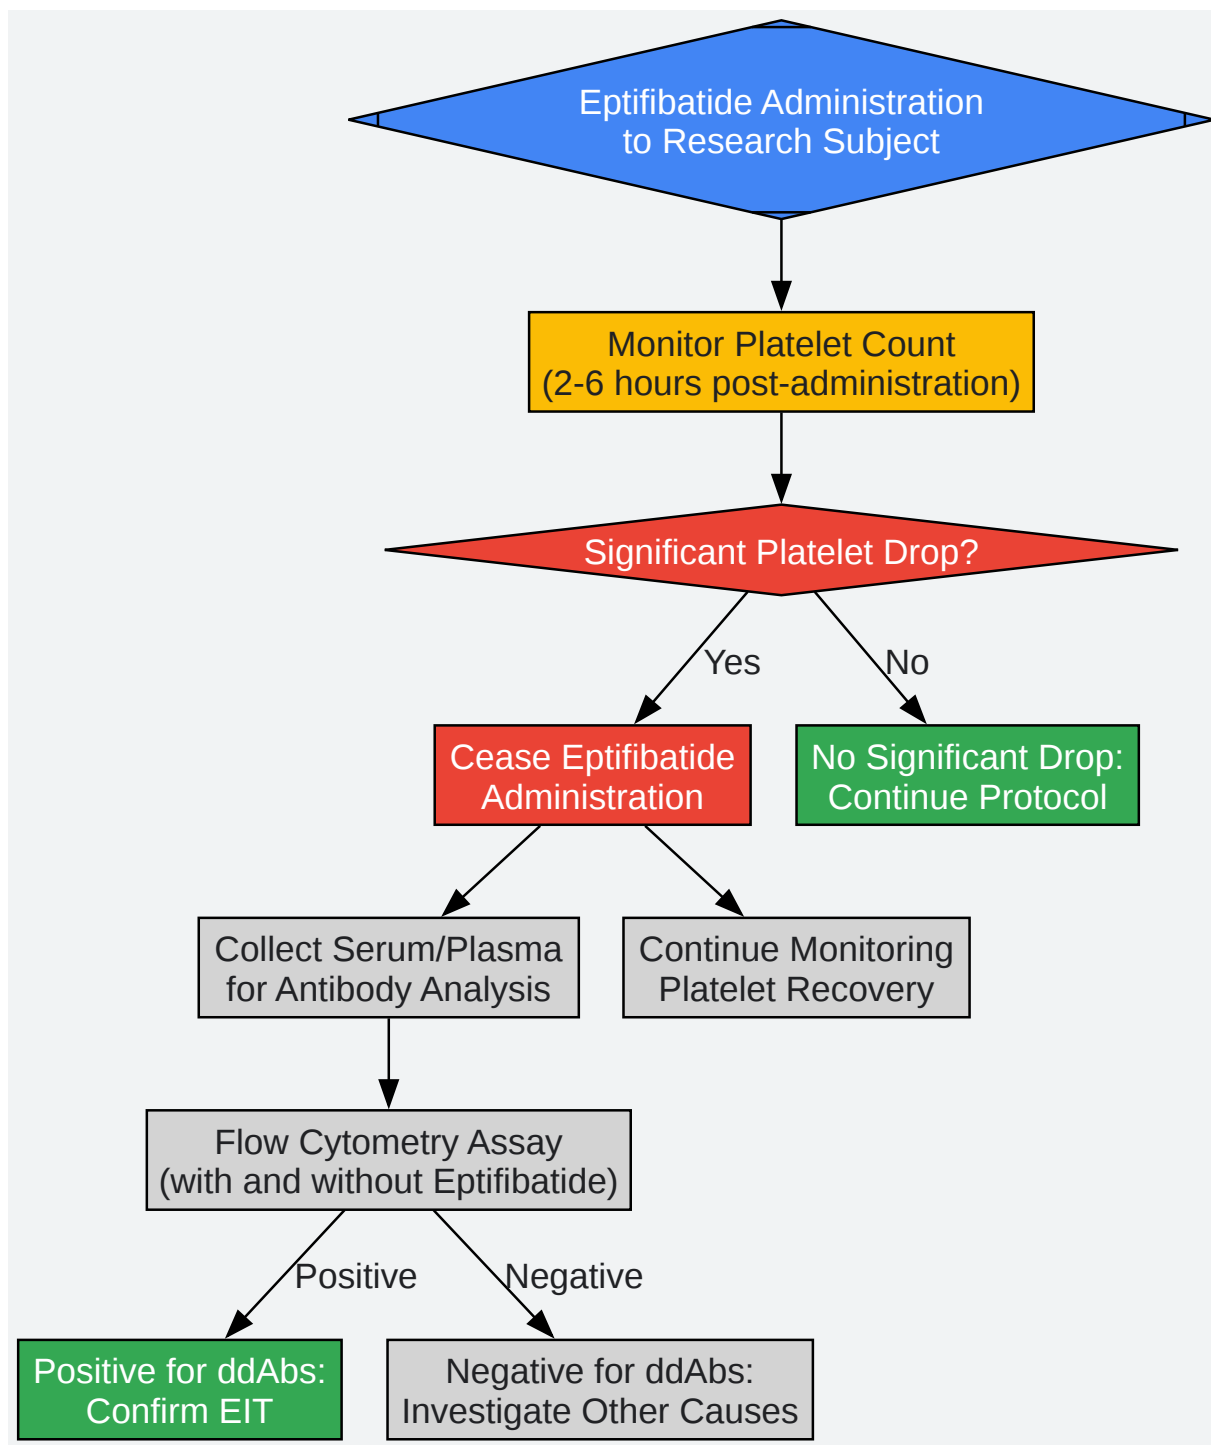 Eptifibatide Administration
to Research Subject
Monitor Platelet Count
(2-6 hours post-administration)
Significant Platelet Drop?
Yes
No
Cease Eptifibatide
Administration
No Significant Drop:
Continue Protocol
Collect Serum/Plasma
for Antibody Analysis
Continue Monitoring
Platelet Recovery
Flow Cytometry Assay
(with and without Eptifibatide)
Positive
Negative
Positive for ddAbs:
Confirm EIT
Negative for ddAbs:
Investigate Other Causes